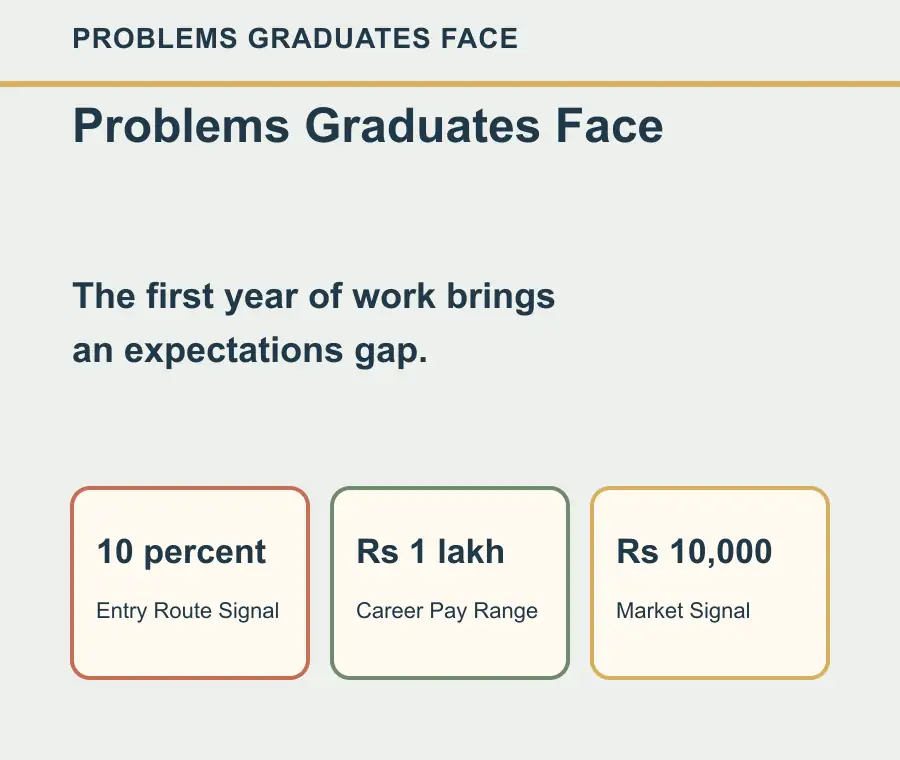 PROBLEMS GRADUATES FACE
Problems Graduates Face
The first year of work brings
an expectations gap.
10 percent
Entry Route Signal
Rs 1 lakh
Career Pay Range
Rs 10,000
Market Signal